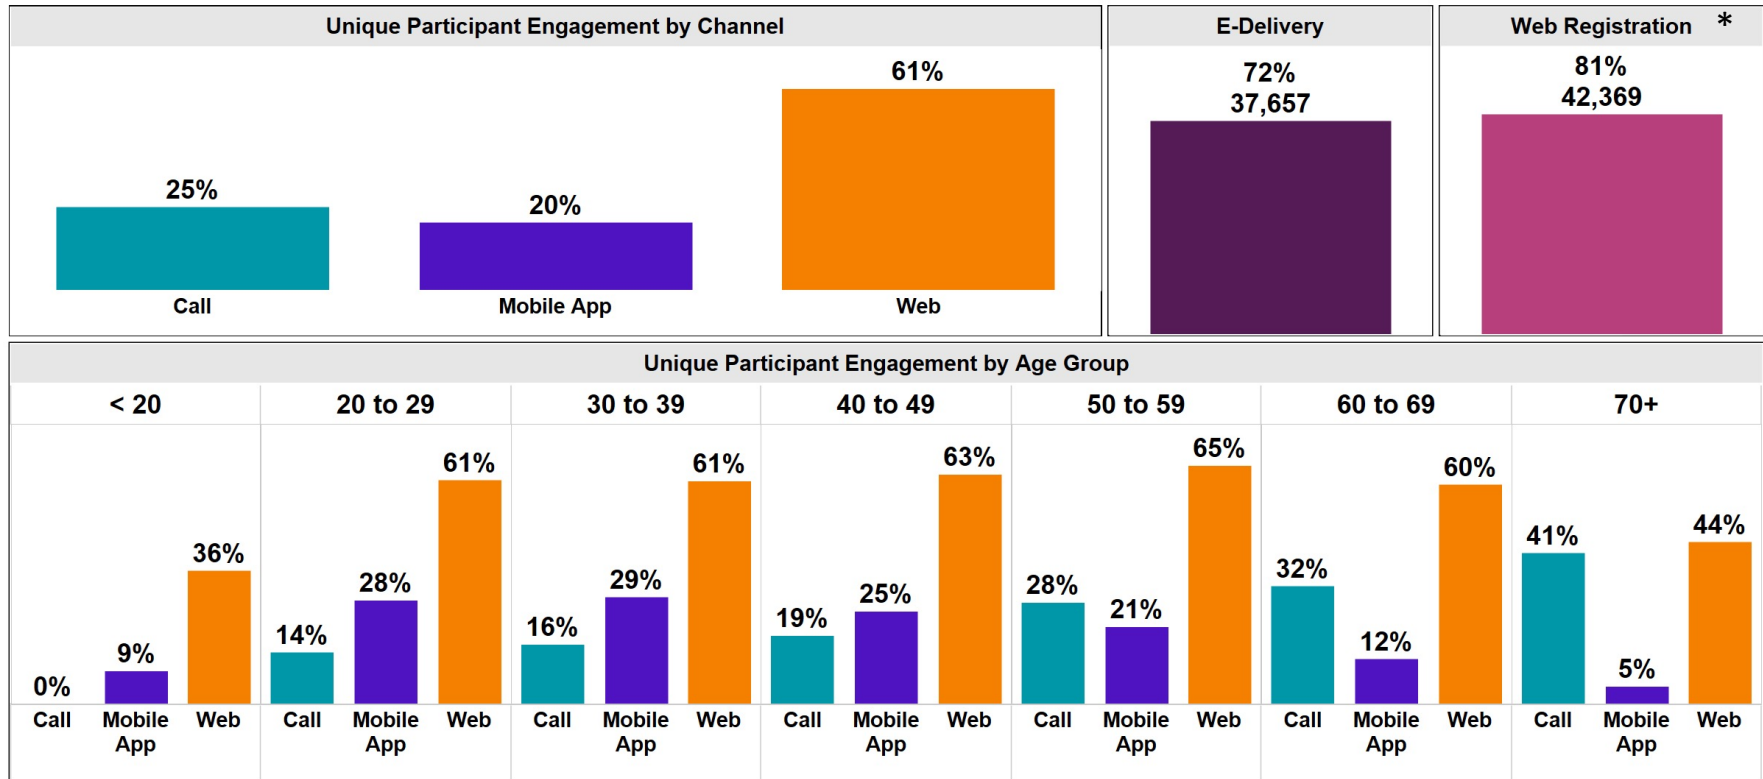 Unique Participant Engagement by Channel
61%
25%
20%
Call
Mobile App
Web
E-Delivery
72%
37,657
Web Registration *
81%
42,369
Unique Participant Engagement by Age Group
< 20
20 to 29
30 to 39
40 to 49
50 to 59
60 to 69
70+
0%
9%
36%
14%
28%
61%
16%
29%
61%
19%
25%
63%
28%
21%
65%
32%
12%
60%
41%
5%
44%
Call
Mobile
App
Web
Call
Mobile
App
Web
Call
Mobile
App
Web
Call
Mobile
App
Web
Call
Mobile
App
Web
Call
Mobile
App
Web
Call
Mobile
App
Web